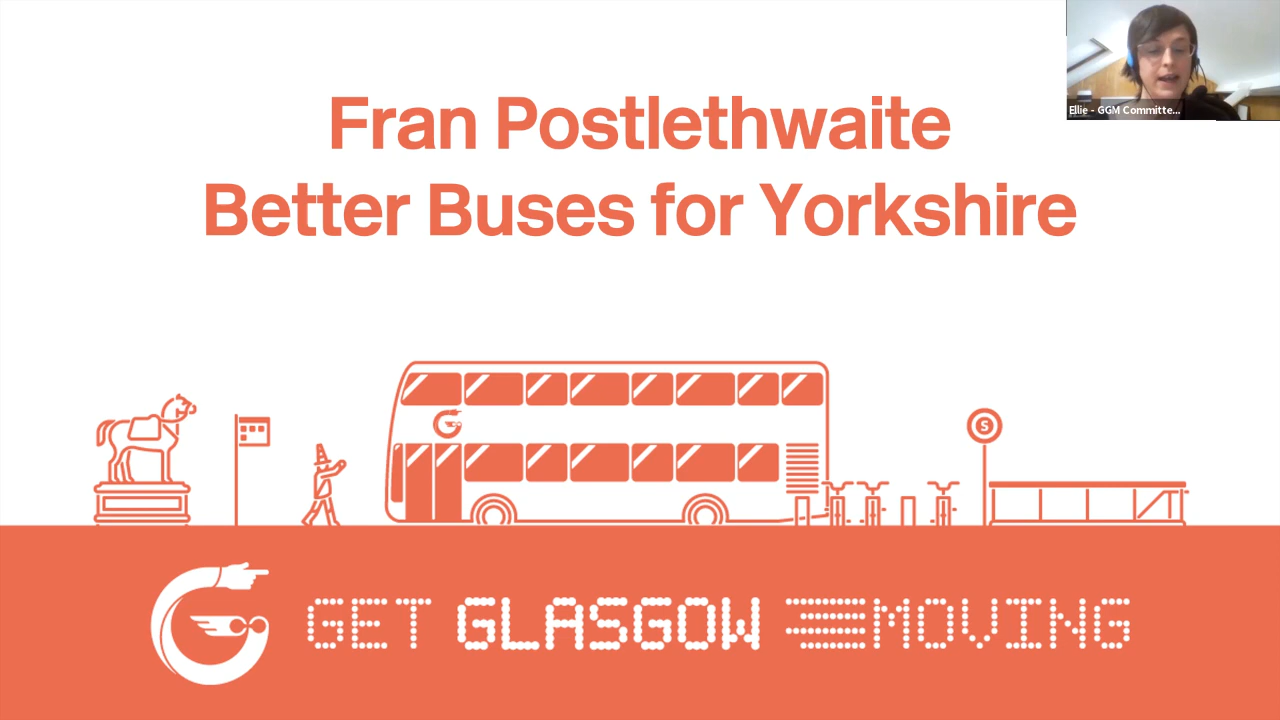 Fran Postlethwaite
Better Buses for Yorkshire
Ellie - GGM Committe...
S
GET GLASGOW MOVING